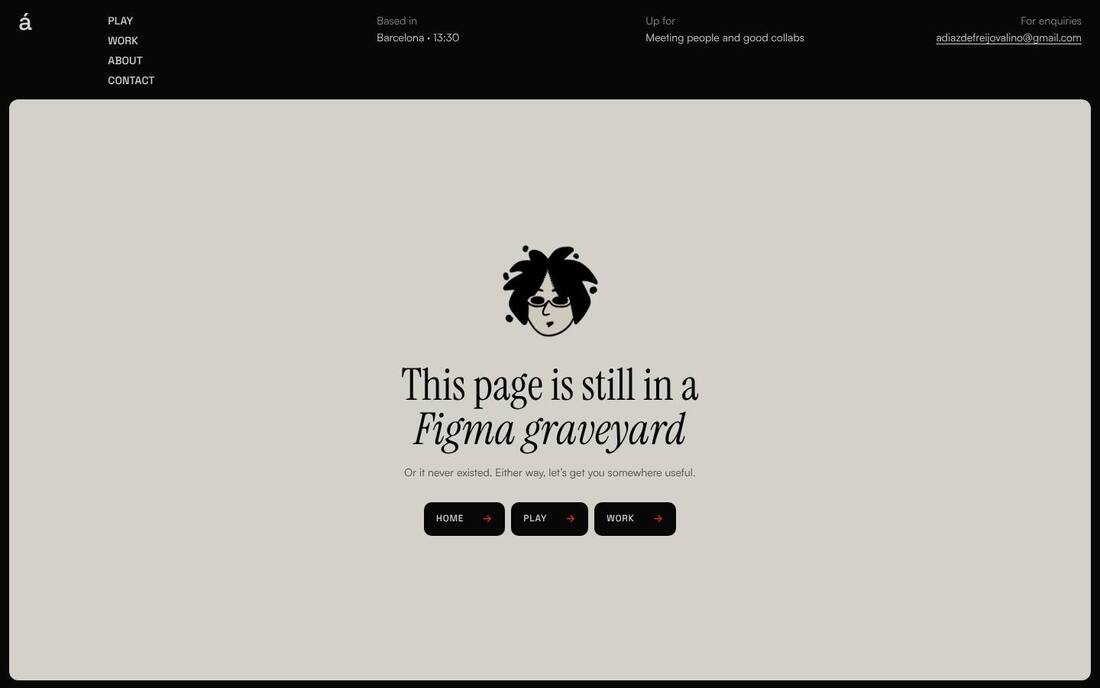 á
PLAY
WORK
ABOUT
CONTACT
Based in
Barcelona · 13:30
Up for
Meeting people and good collabs
For enquiries
adiazdefreijovalino@gmail.com
This page is still in a
Figma graveyard
Or it never existed. Either way, let's get you somewhere useful.
HOME →
PLAY →
WORK →